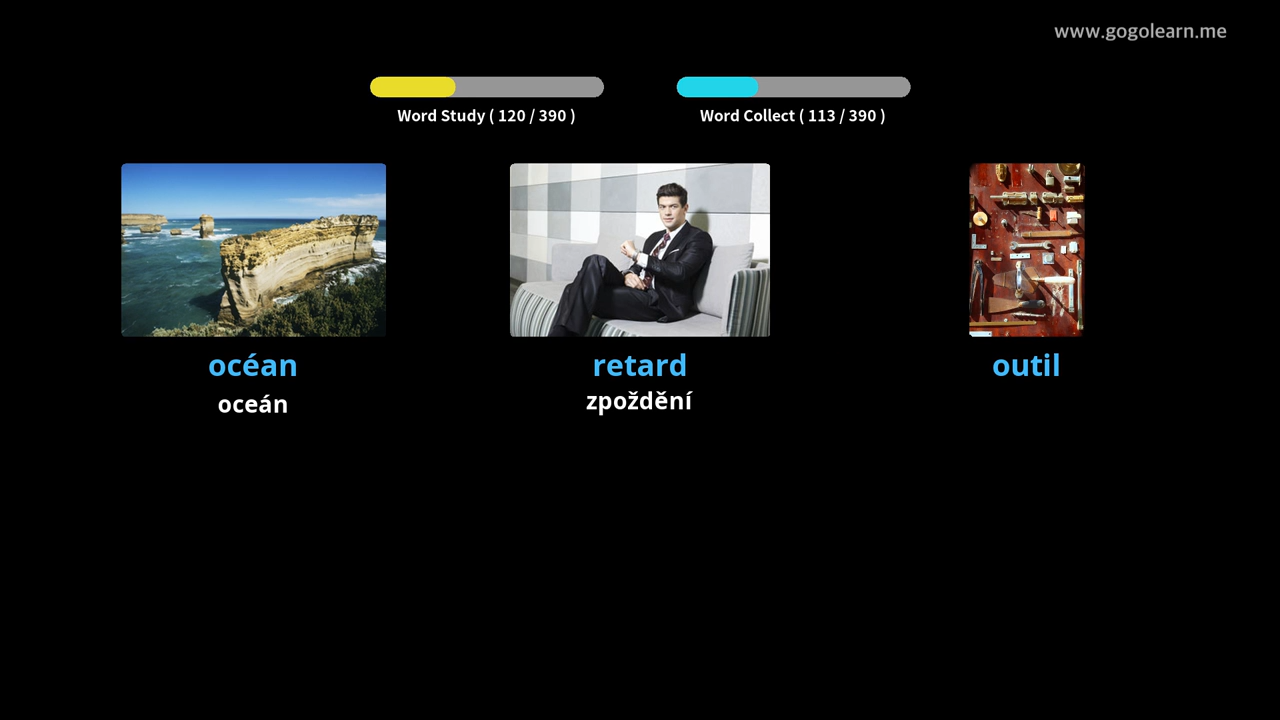 www.gogolearn.me
Word Study ( 120 / 390 )
Word Collect ( 113 / 390 )
océan
retard
outil
oceán
zpoždění